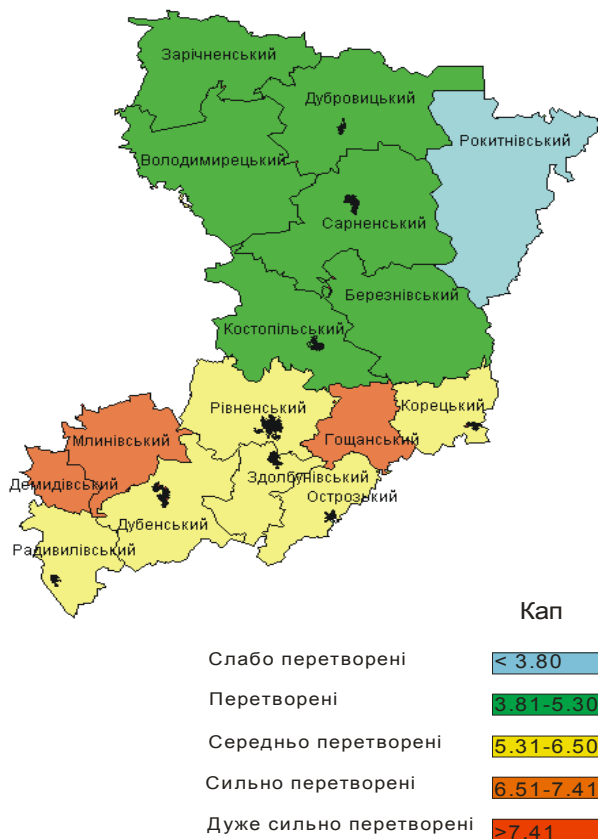 Зарічненський
Дубровицький
Рокитнівський
Володимирецький
Сарненський
Березнівський
Костопільський
Рівненський
Корецький
Млинівський
Гощанський
Демидівський
Здолбунівський
Острозький
Дубенський
Радивилівський
Кап
Слабо перетворені < 3.80
Перетворені 3.81-5.30
Середньо перетворені 5.31-6.50
Сильно перетворені 6.51-7.41
Дуже сильно перетворені >7.41